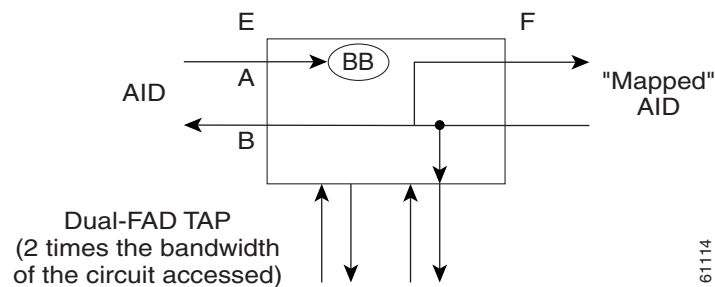 E
F
BB
A
AID
"Mapped"
AID
B
Dual-FAD TAP
(2 times the bandwidth
of the circuit accessed)
61114